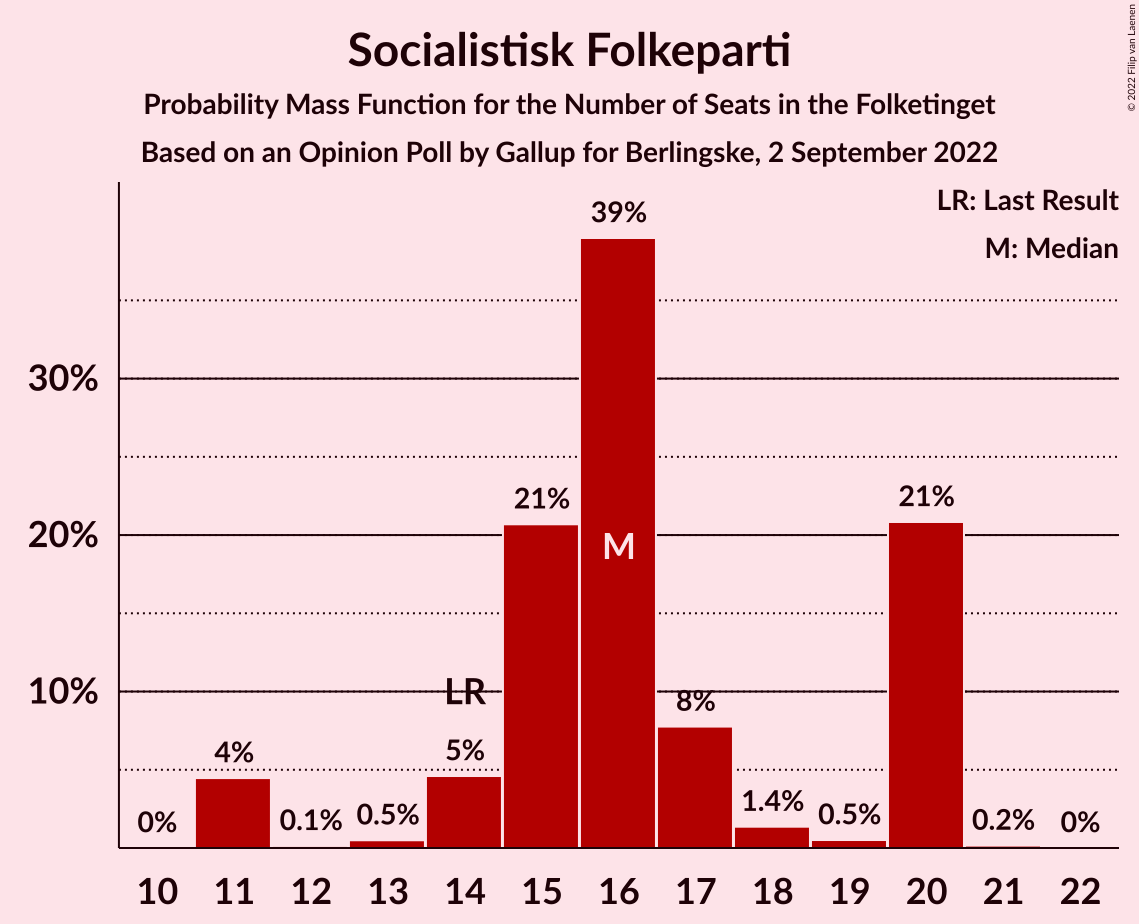 Socialistisk Folkeparti
Probability Mass Function for the Number of Seats in the Folketinget
Based on an Opinion Poll by Gallup for Berlingske, 2 September 2022
© 2022 Filip van Laenen
LR: Last Result
M: Median
39%
30%
21%
21%
20%
M
10%
LR
8%
4%
5%
0%
0.1%
0.5%
1.4%
0.5%
0.2%
0%
10 11 12 13 14 15 16 17 18 19 20 21 22